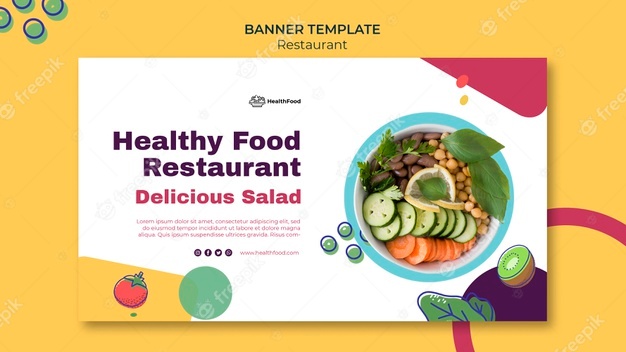 BANNER TEMPLATE
Restaurant
HealthFood
Healthy Food
Restaurant
Delicious Salad
Lorem ipsum dolor sit amet, consectetur adipiscing elit, sed
do eiusmod tempor incididunt ut labore et dolore magna
aliqua. Quis ipsum suspendisse ultrices gravida. Risus com-
www.healthfood.com
freepik